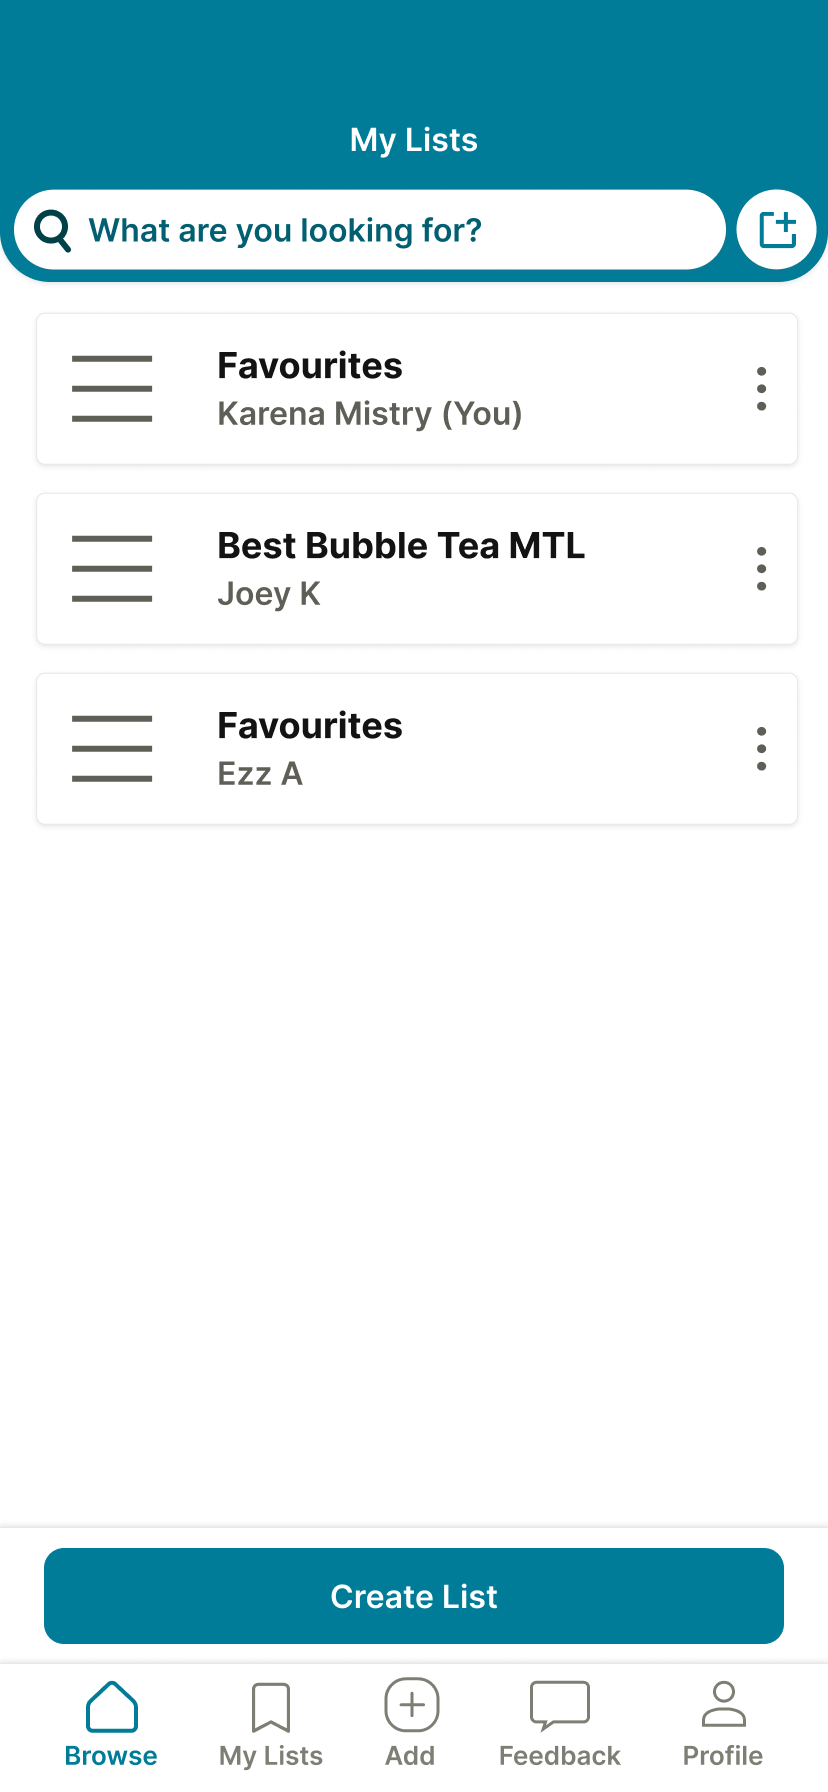 My Lists
What are you looking for?
Favourites
Karena Mistry (You)
Best Bubble Tea MTL
Joey K
Favourites
Ezz A
Create List
Browse My Lists Add Feedback Profile